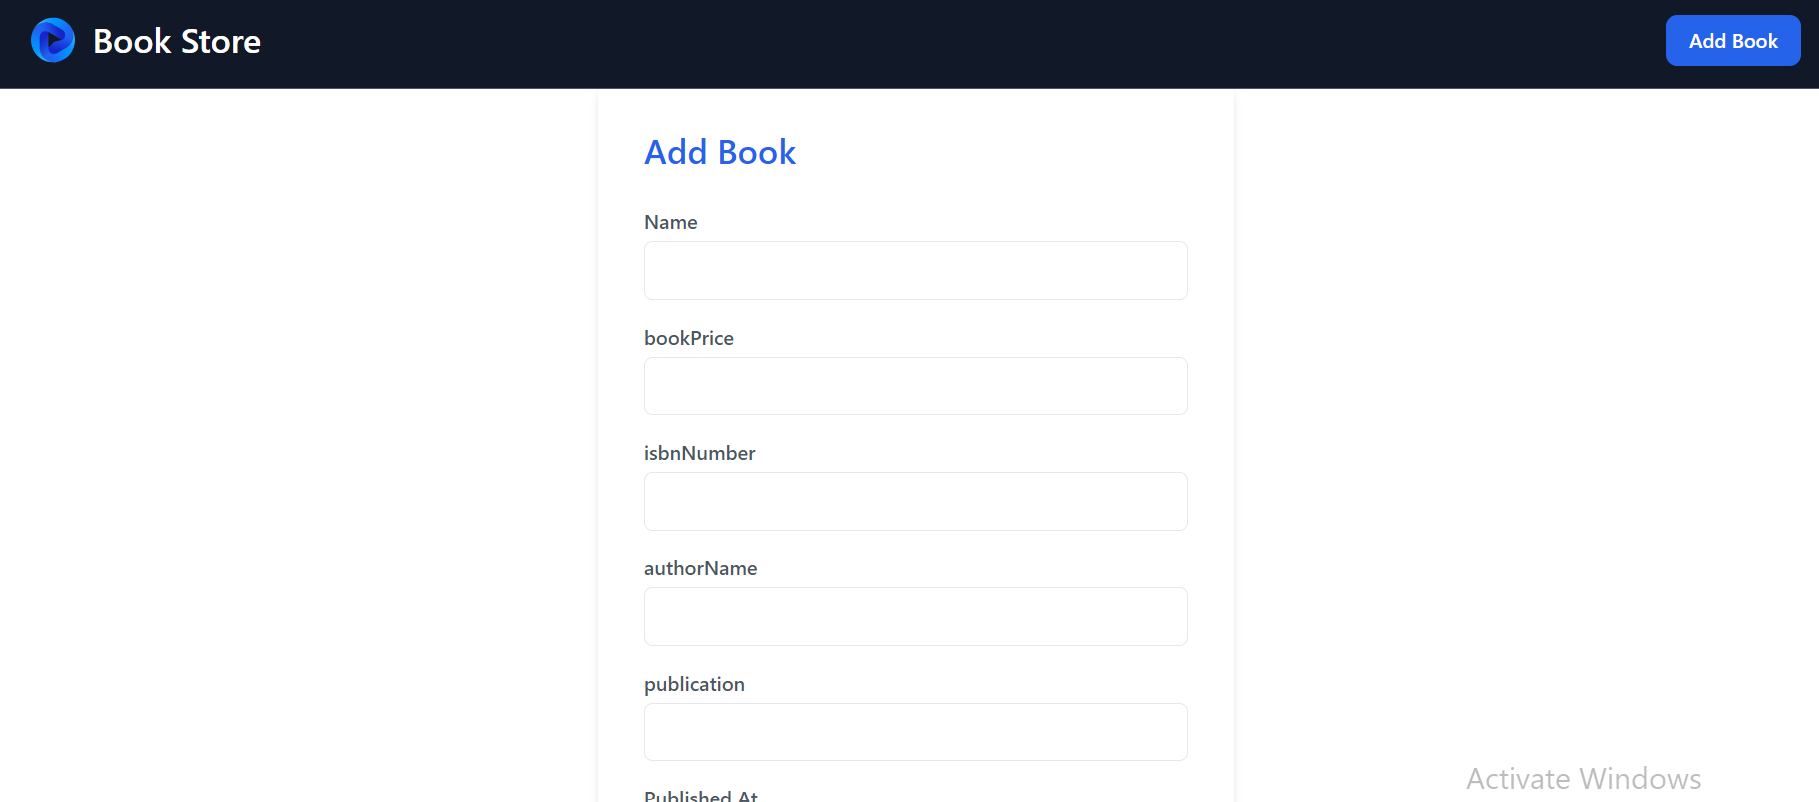 Book Store
Add Book
Add Book
Name
bookPrice
isbnNumber
authorName
publication
Published At
Activate Windows